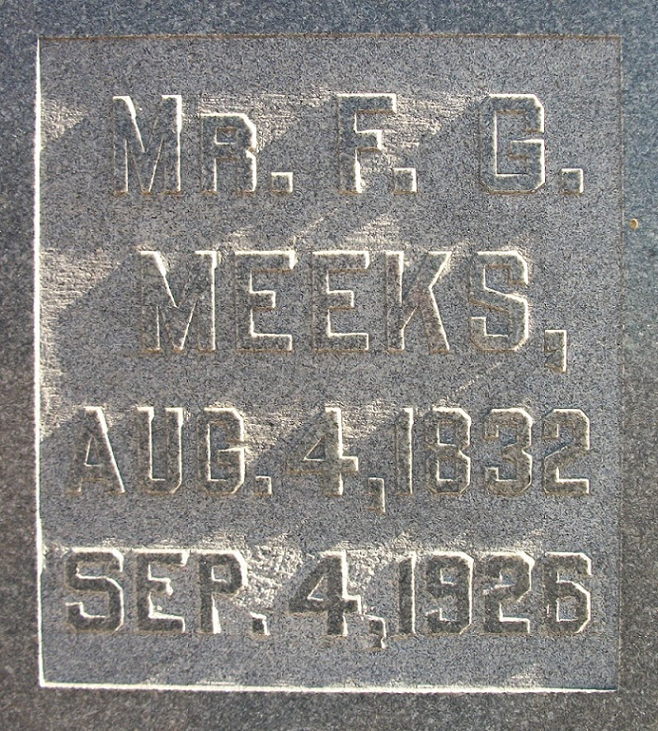 MR. F. G.
MEEKS,
AUG. 4, 1832
SEP. 4, 1926